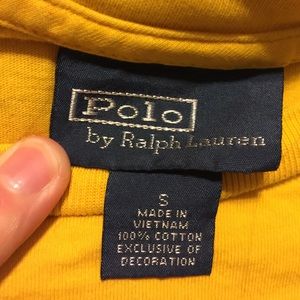 Polo
by Ralph Lauren
S
MADE IN
VIETNAM
100% COTTON
EXCLUSIVE OF
DECORATION